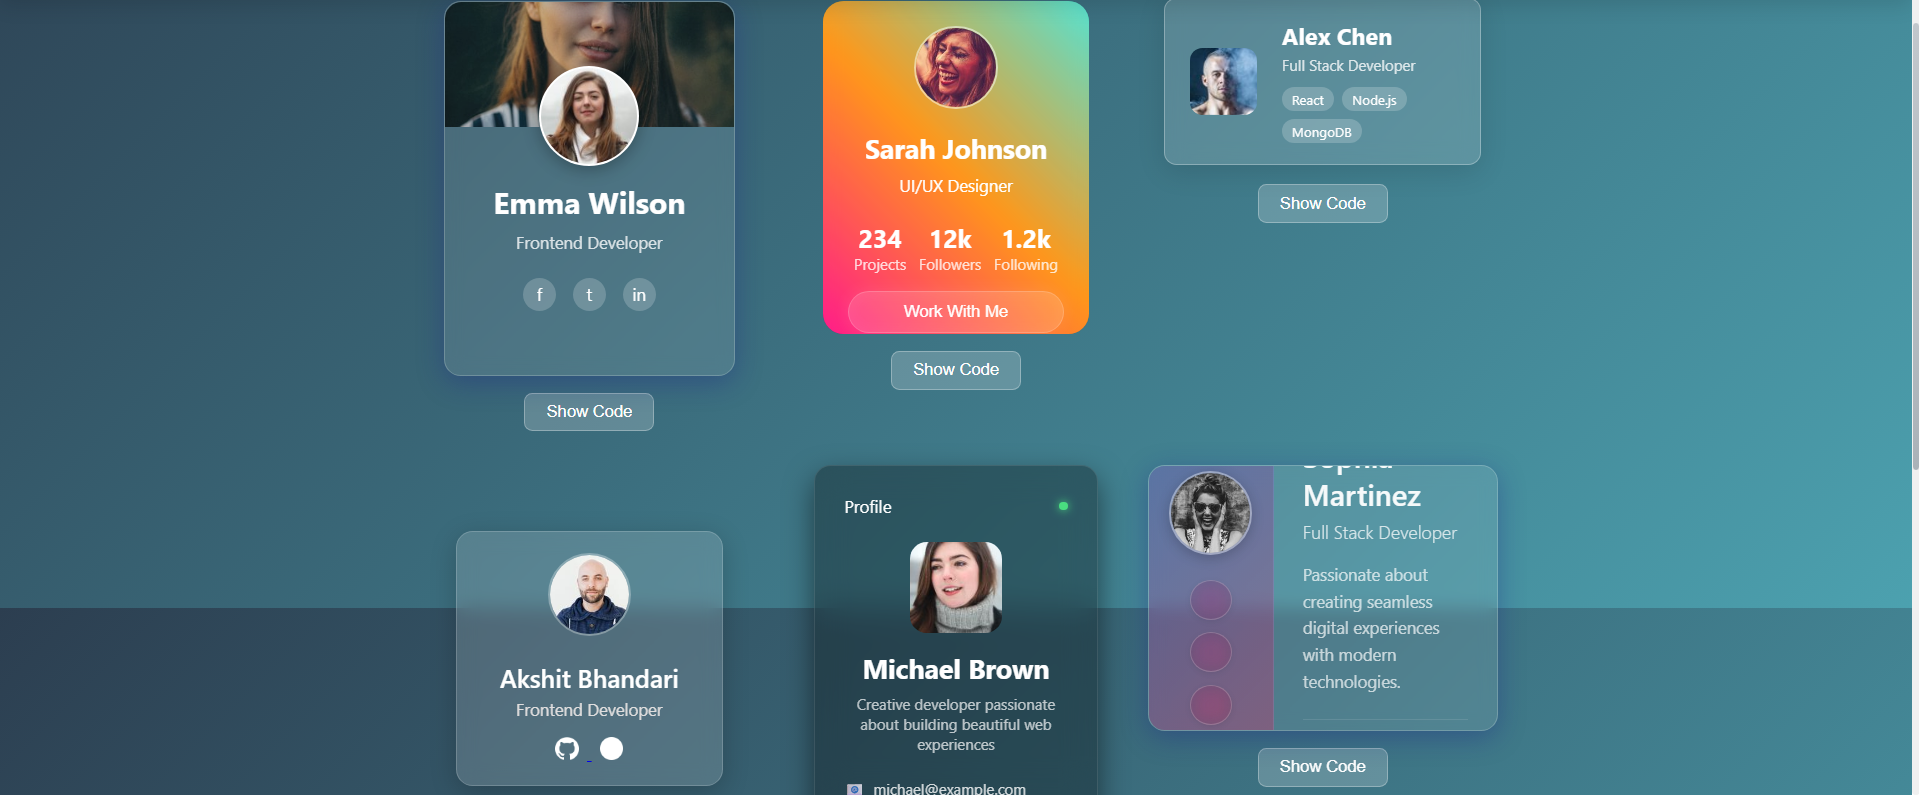 Emma Wilson
Frontend Developer
f t in
Show Code
Sarah Johnson
UI/UX Designer
234 12k 1.2k
Projects Followers Following
Work With Me
Show Code
Alex Chen
Full Stack Developer
React Node.js
MongoDB
Show Code
Akshit Bhandari
Frontend Developer
Profile
Michael Brown
Creative developer passionate
about building beautiful web
experiences
michael@example.com
Sophia
Martinez
Full Stack Developer
Passionate about
creating seamless
digital experiences
with modern
technologies.
Show Code